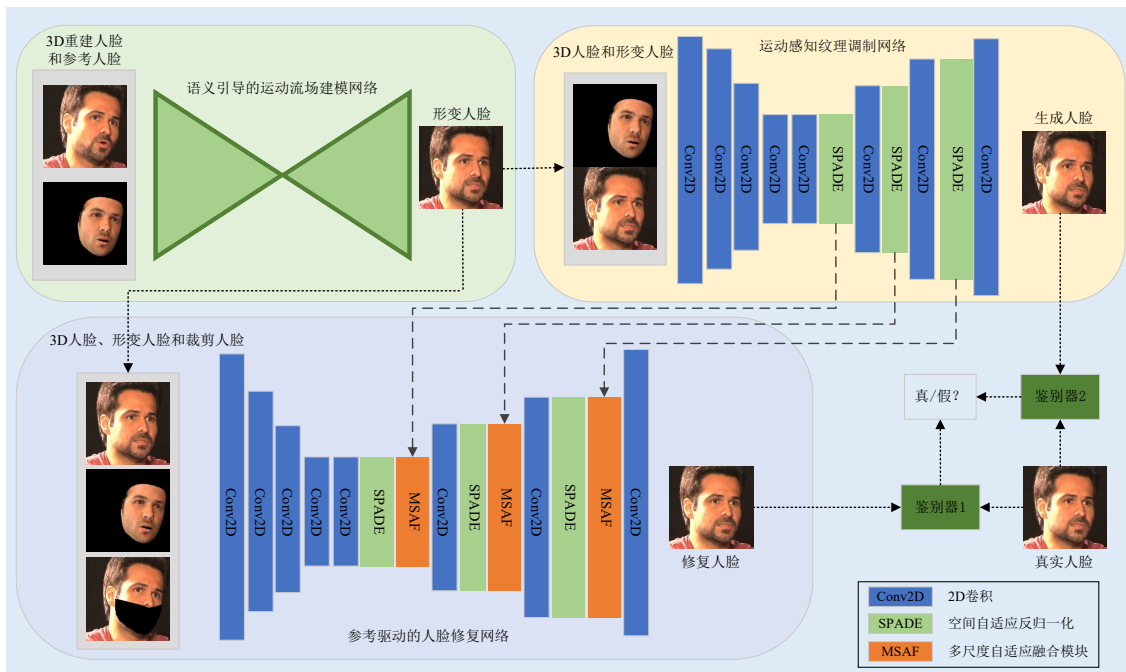 3D重建人脸
和参考人脸
语义引导的运动流场建模网络
形变人脸
3D人脸和形变人脸
运动感知纹理调制网络
Conv2D
Conv2D
Conv2D
Conv2D
Conv2D
SPADE
Conv2D
SPADE
Conv2D
SPADE
Conv2D
生成人脸
3D人脸、形变人脸和裁剪人脸
Conv2D
Conv2D
Conv2D
Conv2D
Conv2D
SPADE
MSAF
Conv2D
SPADE
MSAF
Conv2D
SPADE
MSAF
Conv2D
参考驱动的人脸修复网络
修复人脸
真/假?
鉴别器2
鉴别器1
真实人脸
Conv2D 2D卷积
SPADE 空间自适应反归一化
MSAF 多尺度自适应融合模块